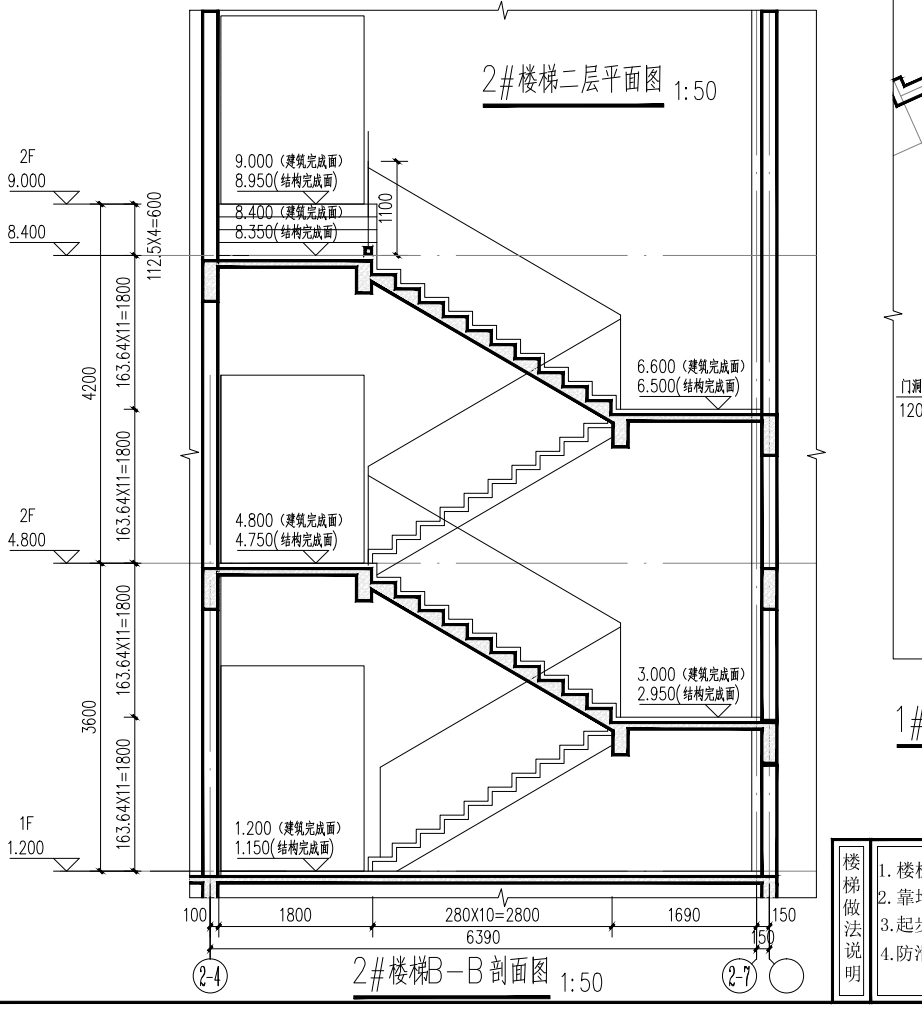 2#楼梯二层平面图 1:50
2F
9.000
9.000 (建筑完成面)
8.950(结构完成面)
8.400 (建筑完成面)
8.350(结构完成面)
8.400
112.5X4=600
1100
163.64X11=1800
4200
163.64X11=1800
6.600 (建筑完成面)
6.500(结构完成面)
门洞
120
2F
4.800
4.800 (建筑完成面)
4.750(结构完成面)
163.64X11=1800
3600
163.64X11=1800
3.000 (建筑完成面)
2.950(结构完成面)
1#
1F
1.200
1.200 (建筑完成面)
1.150(结构完成面)
100 1800 280X10=2800 1690 150
6390 150
2-4 2-7
2#楼梯B-B剖面图 1:50
楼梯做法说明
1.楼梯
2.靠
3.起步
4.防滑